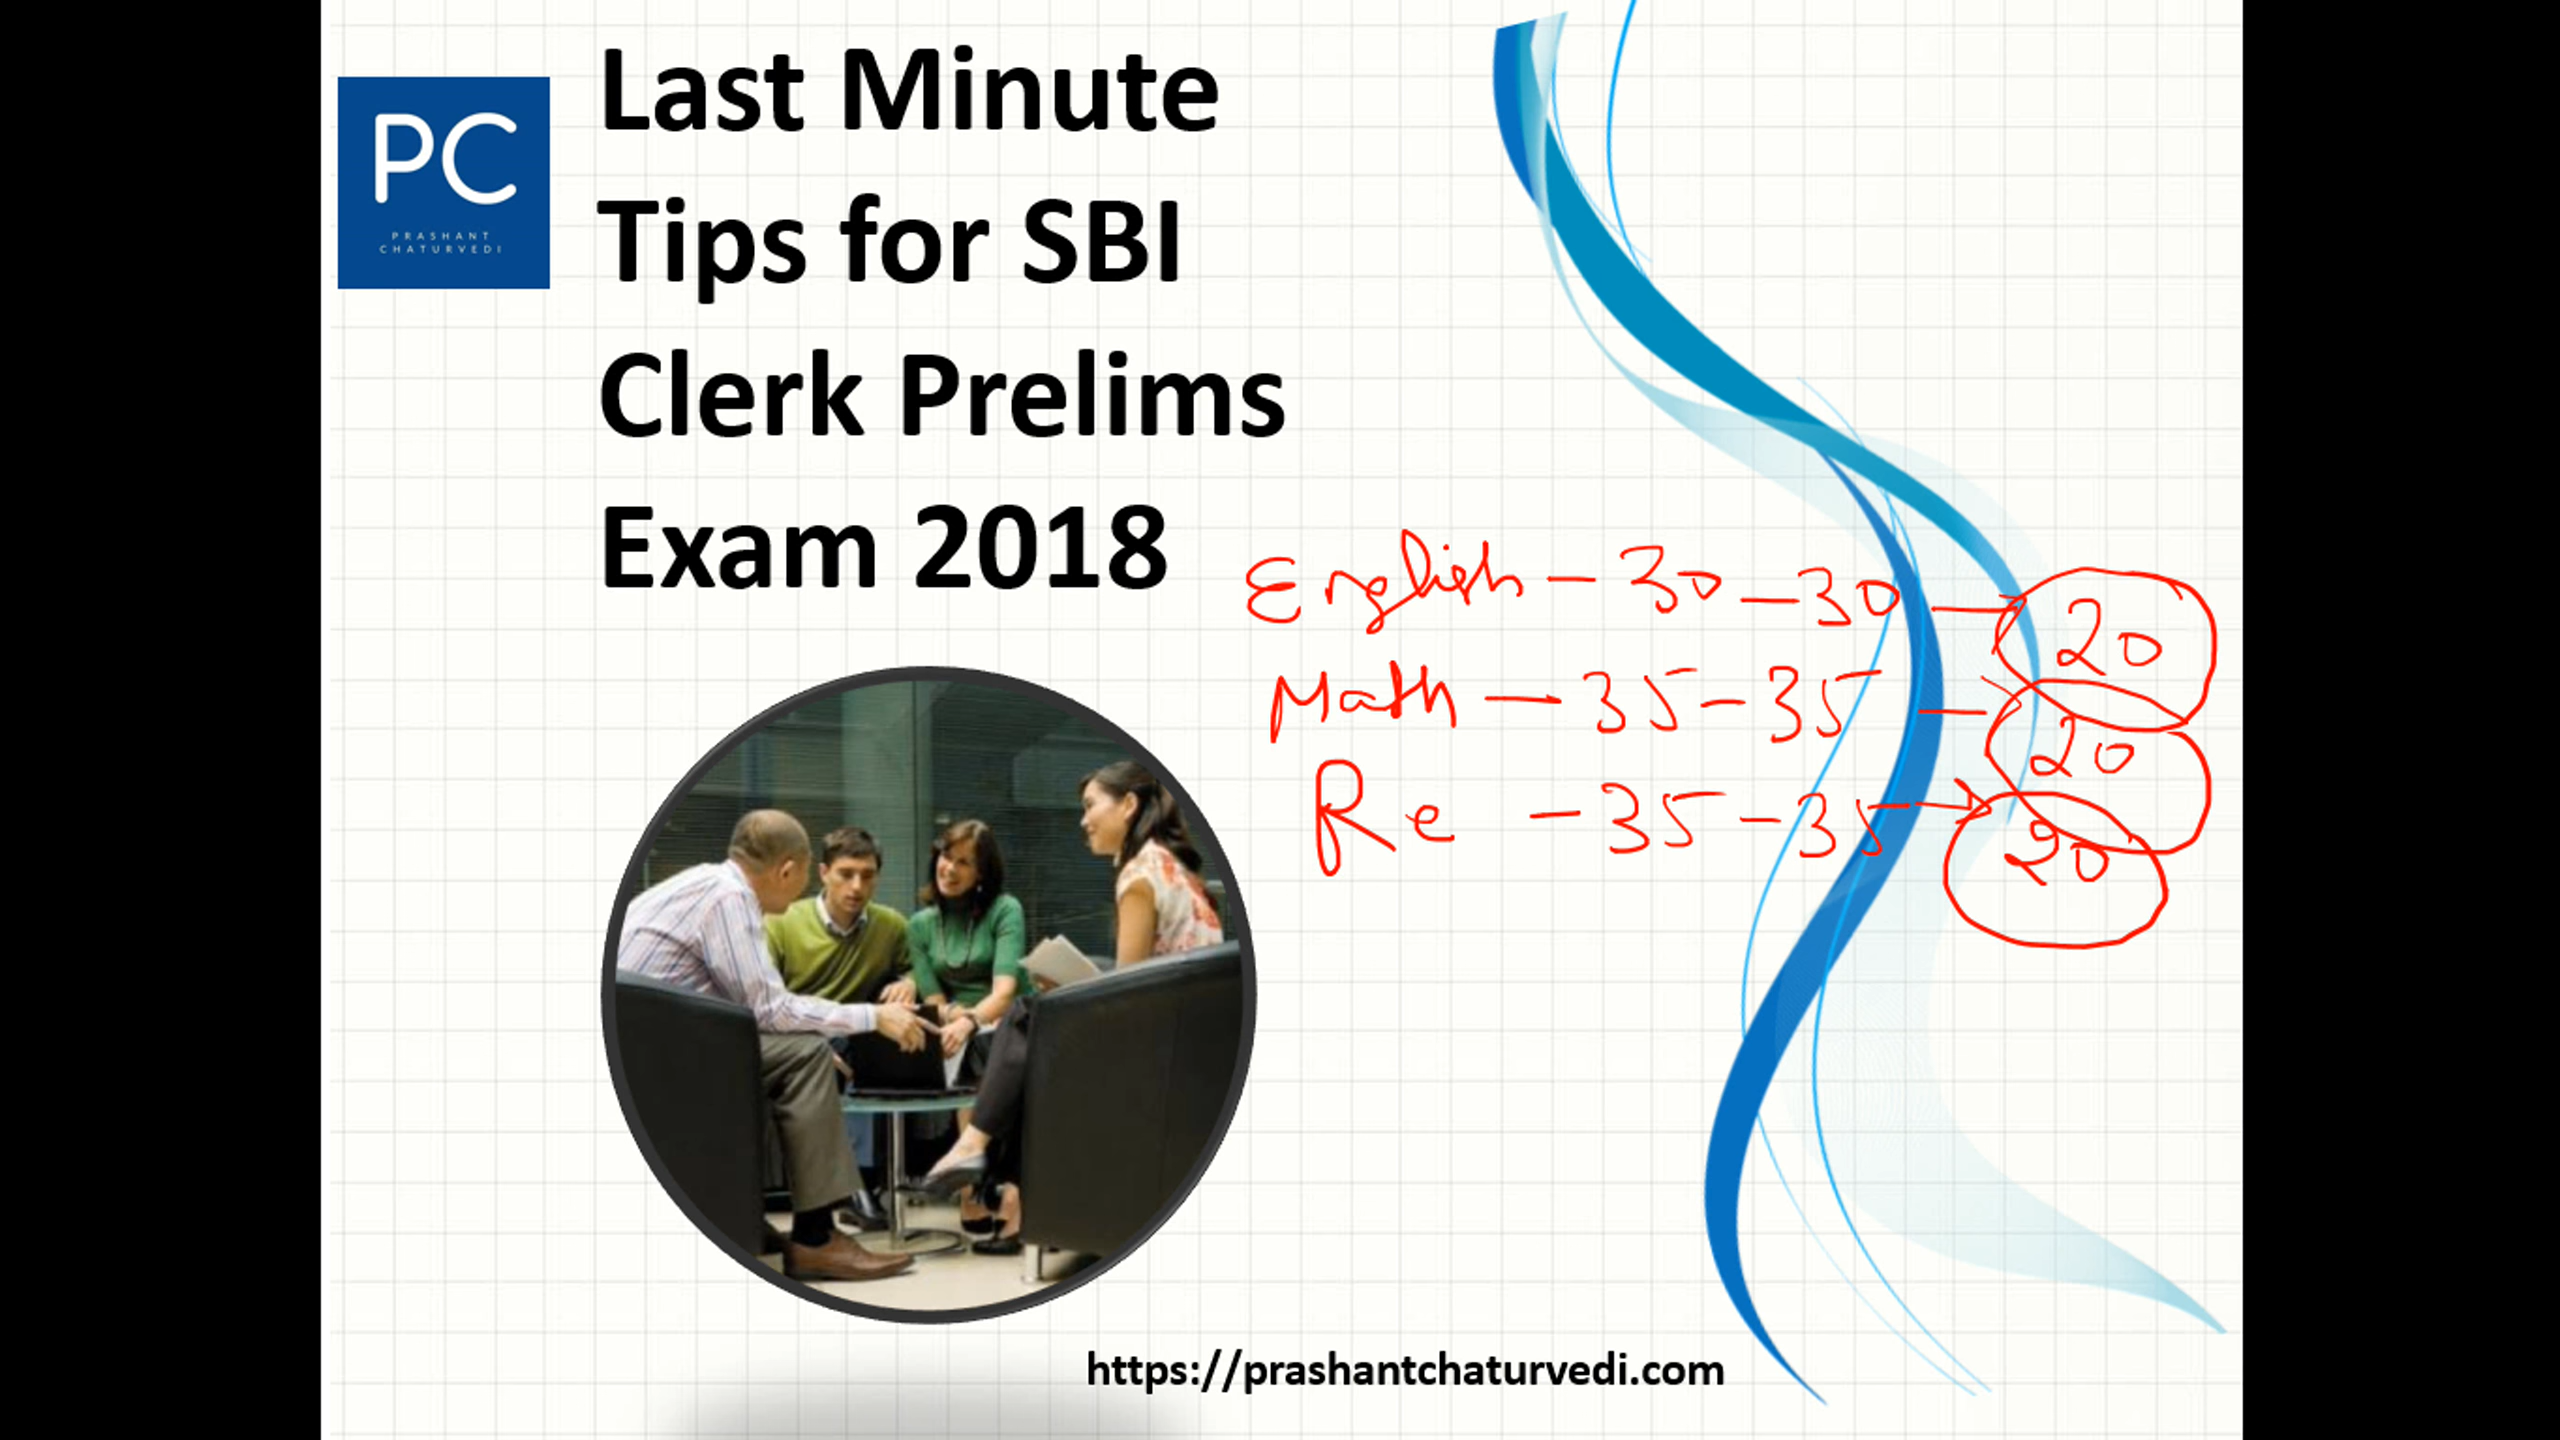 PC
PRASHANT
CHATURVEDI
Last Minute
Tips for SBI
Clerk Prelims
Exam 2018
English - 30 - 30 → 20
Math - 35 - 35 → 20
Re - 35 - 35 → 20
https://prashantchaturvedi.com